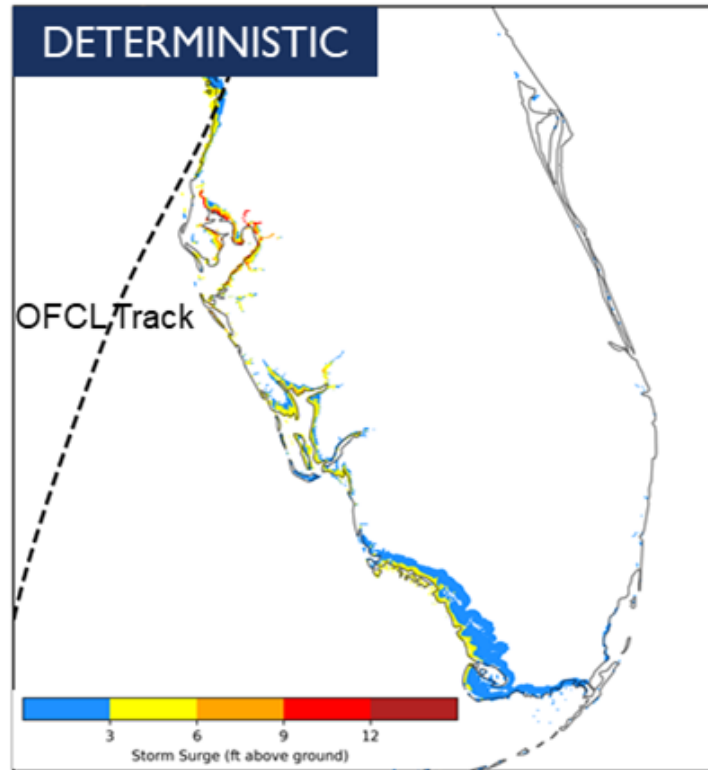 DETERMINISTIC
OFCL Track
3 6 9 12
Storm Surge (ft above ground)